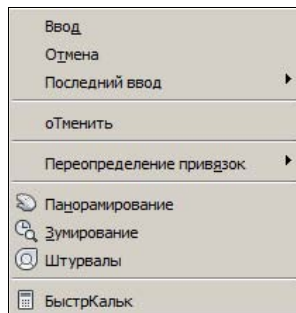 Ввод
Отмена
Последний ввод
оТменить
Переопределение привязок
Панорамирование
Зумирование
Штурвалы
БыстрКальк